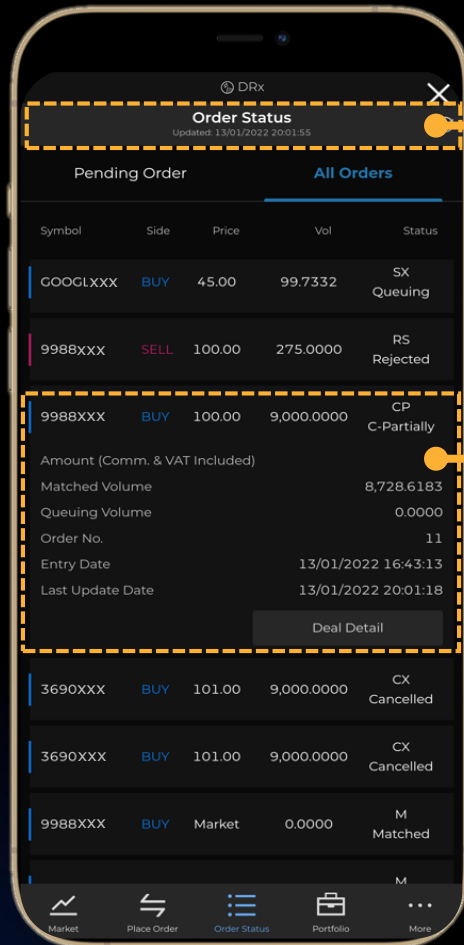 DRx
Order Status
Updated: 13/01/2022 20:01:55
Pending Order All Orders
Symbol Side Price Vol Status
GOOGLXXX BUY 45.00 99.7332 SX
Queuing
9988XXX SELL 100.00 275.0000 RS
Rejected
9988XXX BUY 100.00 9,000.0000 CP
C-Partially
Amount (Comm. & VAT Included)
Matched Volume 8,728.6183
Queuing Volume 0.0000
Order No. 11
Entry Date 13/01/2022 16:43:13
Last Update Date 13/01/2022 20:01:18
Deal Detail
3690XXX BUY 101.00 9,000.0000 CX
Cancelled
3690XXX BUY 101.00 9,000.0000 CX
Cancelled
9988XXX BUY Market 0.0000 M
Matched
M
Market Place Order Order Status Portfolio More